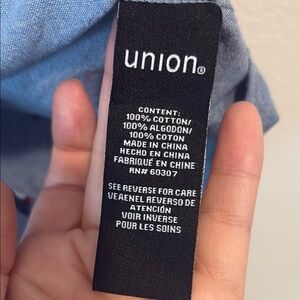 union®
CONTENT:
100% COTTON/
100% ALGODON/
100% COTON
MADE IN CHINA
HECHO EN CHINA
FABRIQUÉ EN CHINE
RN# 60307
SEE REVERSE FOR CARE
VEAENEL REVERSO DE
ATENCIÓN
VOIR INVERSE
POUR LES SOINS